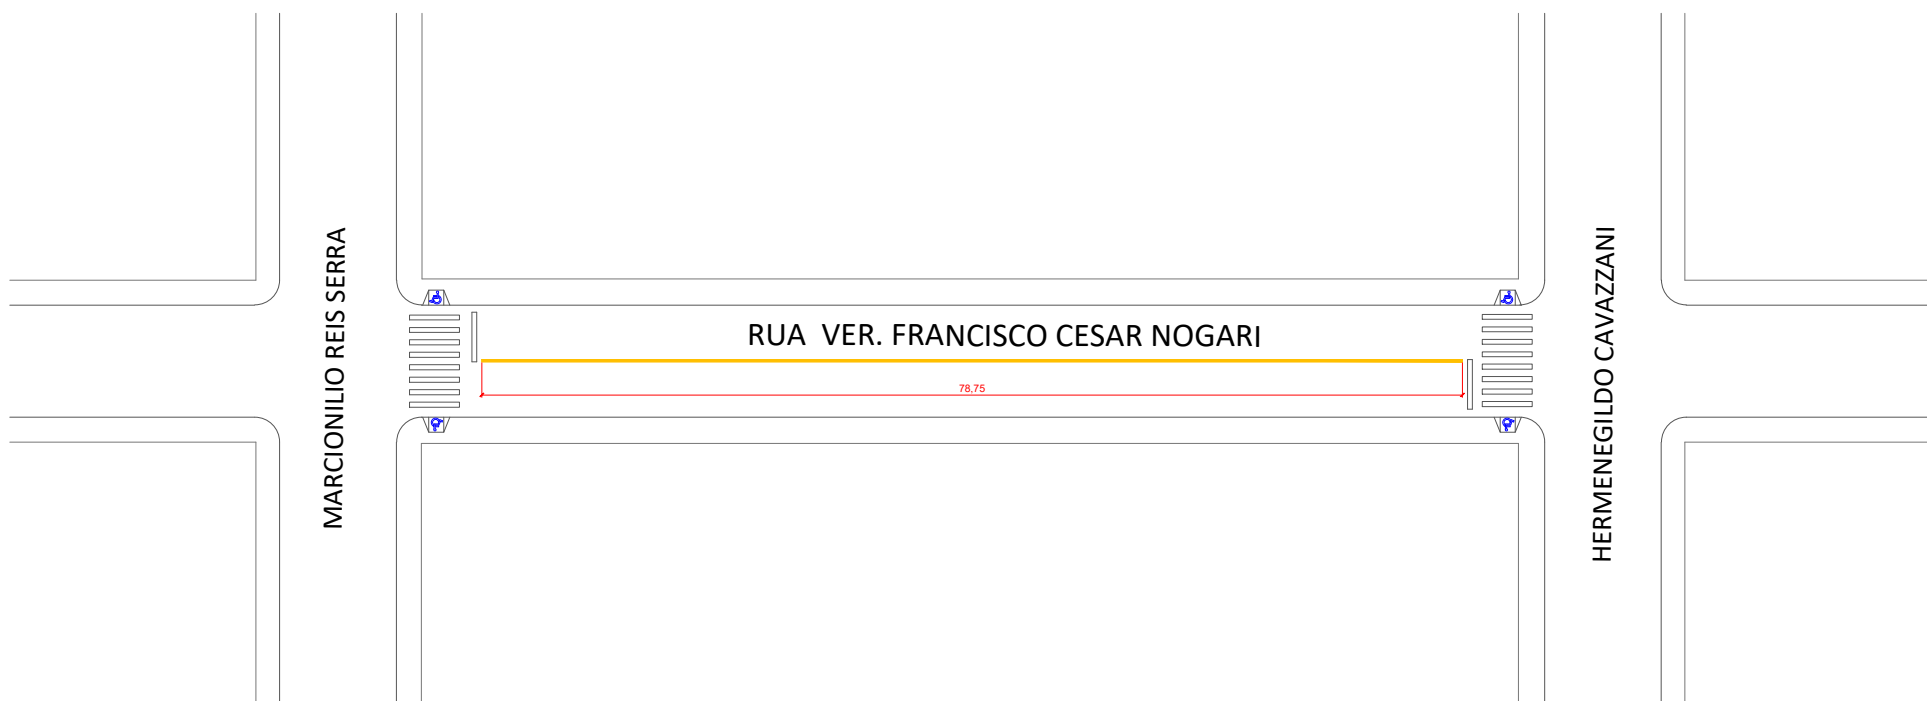 MARCIONILIO REIS SERRA
RUA VER. FRANCISCO CESAR NOGARI
78,75
HERMENEGILDO CAVAZZANI